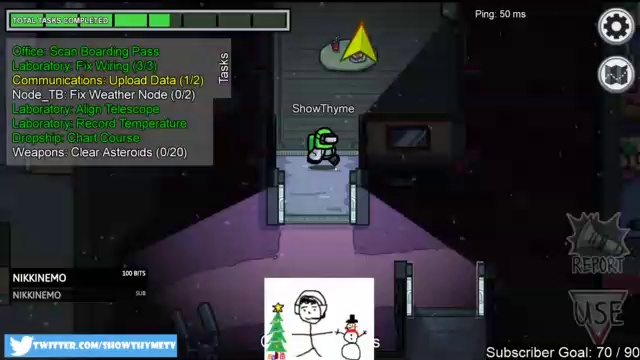 TOTAL TASKS COMPLETED
Ping: 50 ms
Office: Scan Boarding Pass
Laboratory: Fix Wiring (3/3)
Communications: Upload Data (1/2)
Node_TB: Fix Weather Node (0/2)
Laboratory: Align Telescope
Laboratory: Record Temperature
Dropship: Chart Course
Weapons: Clear Asteroids (0/20)
Tasks
ShowThyme
REPORT
USE
NIKKINEMO 100 BITS
NIKKINEMO SUB
TWITTER.COM/SHOWTHYMETV
Subscriber Goal: 70 / 90